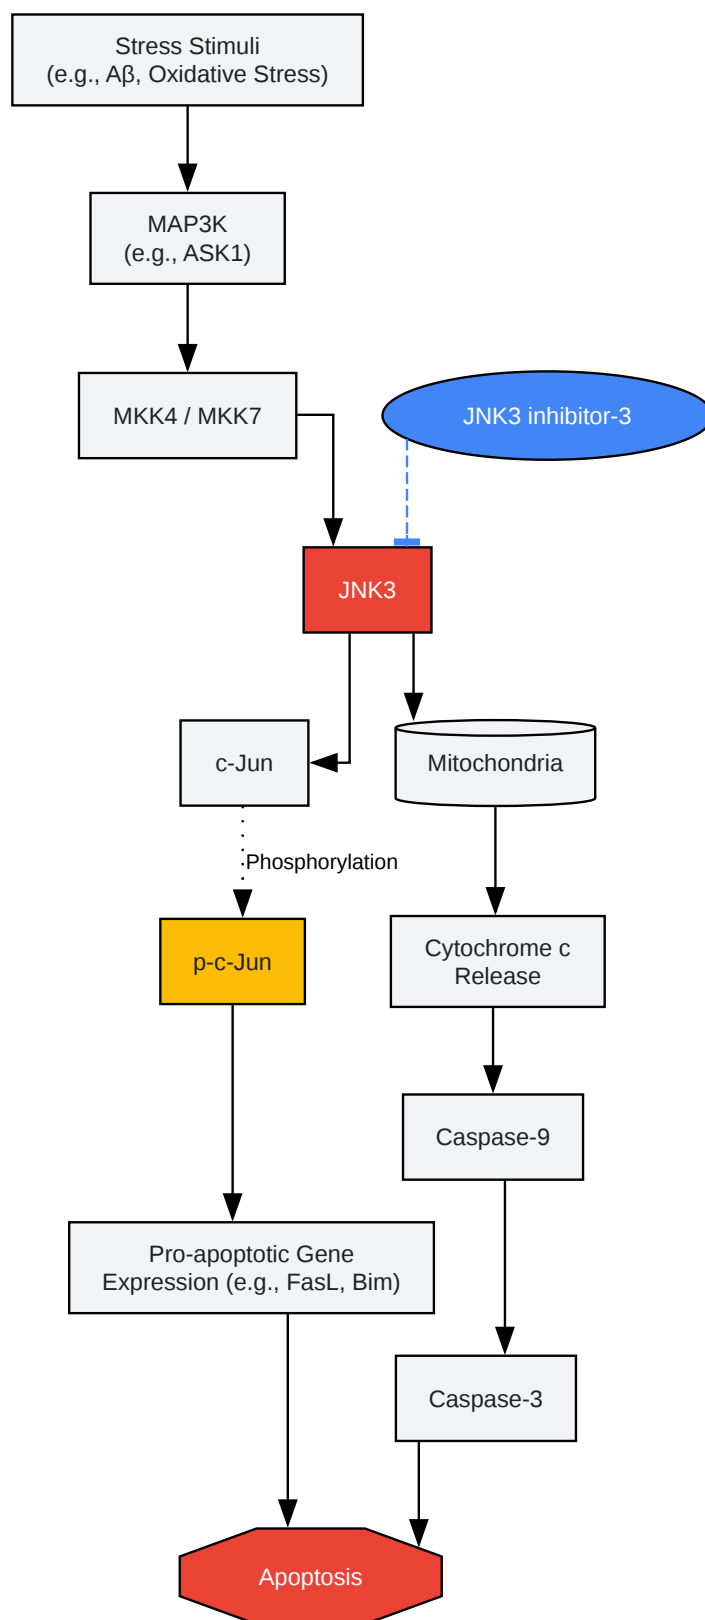 Stress Stimuli
(e.g., Aβ, Oxidative Stress)
MAP3K
(e.g., ASK1)
MKK4 / MKK7
JNK3 inhibitor-3
JNK3
c-Jun
Mitochondria
Phosphorylation
p-c-Jun
Cytochrome c
Release
Caspase-9
Pro-apoptotic Gene
Expression (e.g., FasL, Bim)
Caspase-3
Apoptosis